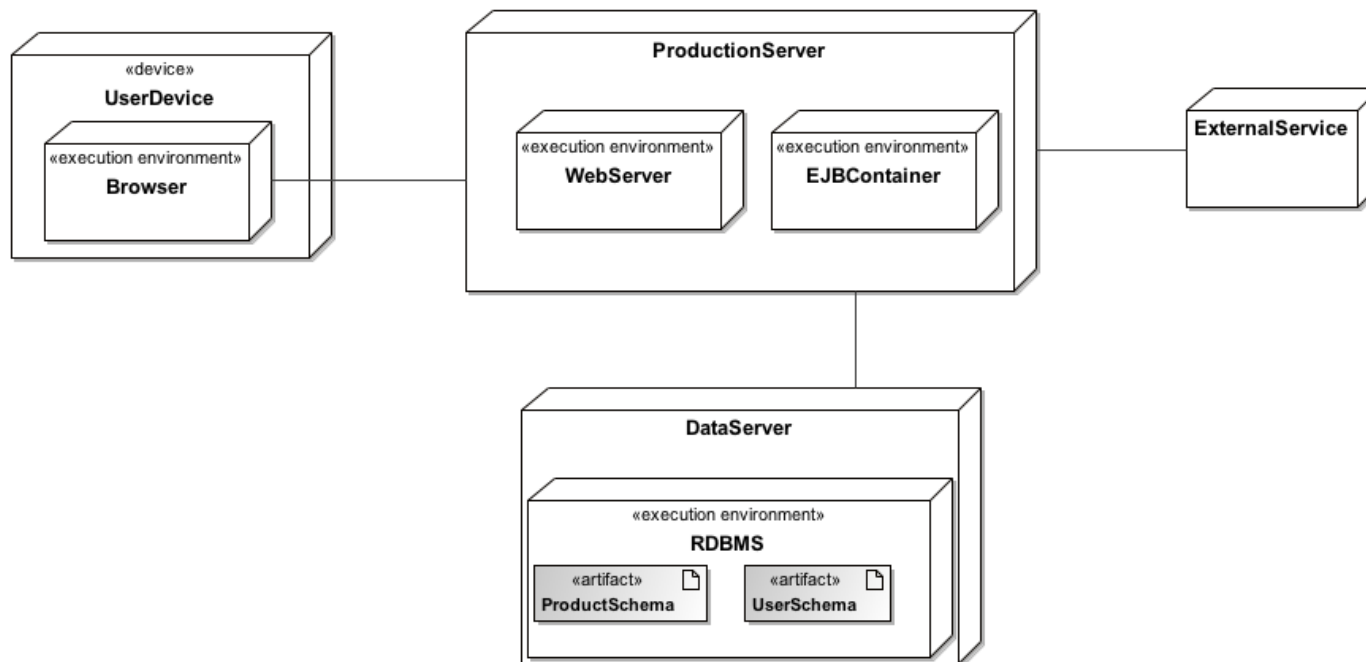 «device»
UserDevice
«execution environment»
Browser
ProductionServer
«execution environment»
WebServer
«execution environment»
EJBContainer
ExternalService
DataServer
«execution environment»
RDBMS
«artifact»
ProductSchema
«artifact»
UserSchema